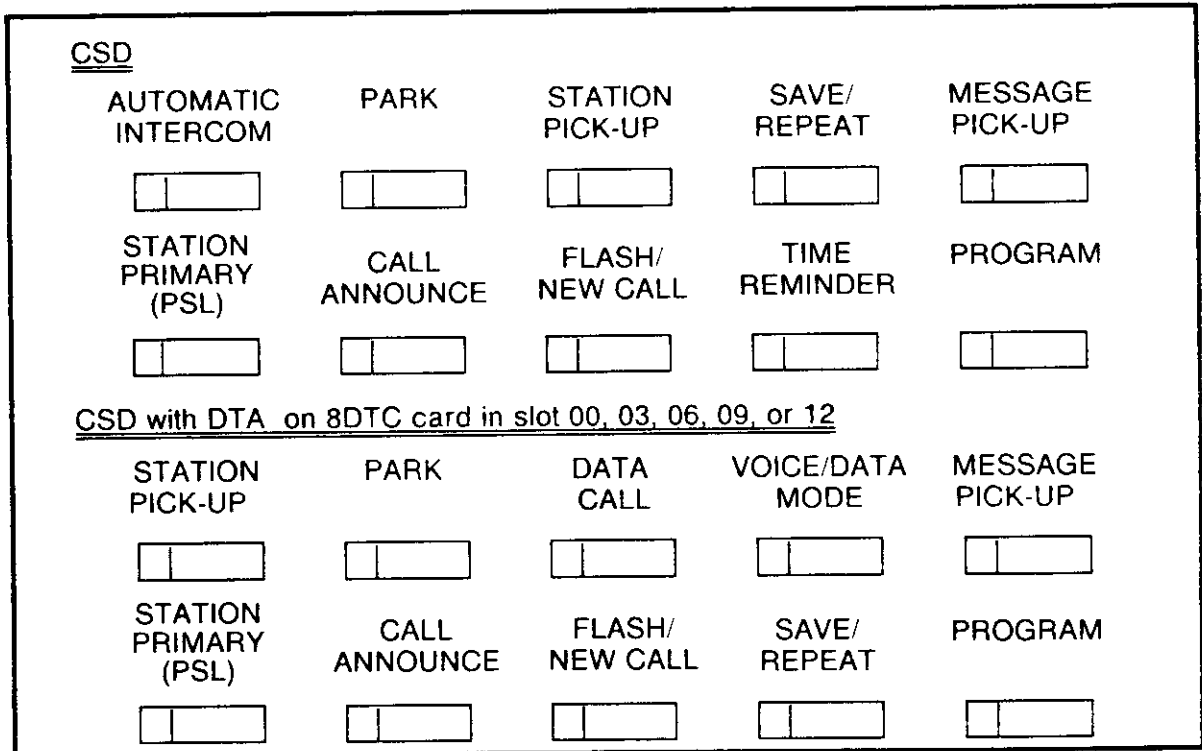 CSD
AUTOMATIC INTERCOM
PARK
STATION PICK-UP
SAVE/ REPEAT
MESSAGE PICK-UP
STATION PRIMARY (PSL)
CALL ANNOUNCE
FLASH/ NEW CALL
TIME REMINDER
PROGRAM
CSD with DTA on 8DTC card in slot 00, 03, 06, 09, or 12
STATION PICK-UP
PARK
DATA CALL
VOICE/DATA MODE
MESSAGE PICK-UP
STATION PRIMARY (PSL)
CALL ANNOUNCE
FLASH/ NEW CALL
SAVE/ REPEAT
PROGRAM